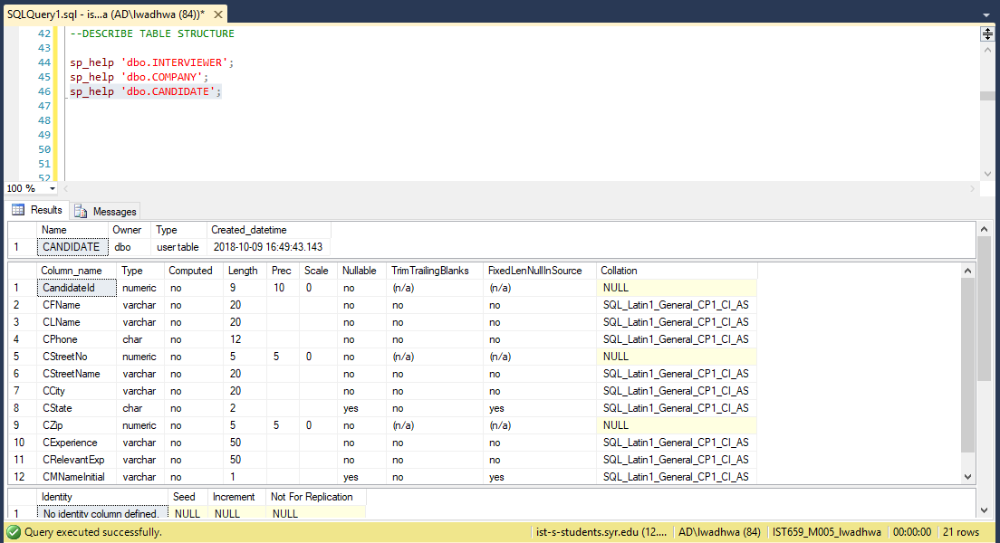 SQLQuery1.sql - is...a (AD\lwadhwa (84))* ✕
42 --DESCRIBE TABLE STRUCTURE
43
44 sp_help 'dbo.INTERVIEWER';
45 sp_help 'dbo.COMPANY';
46 sp_help 'dbo.CANDIDATE';
47
48
49
50
51
52
100 %
Results Messages
Name Owner Type Created_datetime
1 CANDIDATE dbo user table 2018-10-09 16:49:43.143
Column_name Type Computed Length Prec Scale Nullable TrimTrailingBlanks FixedLenNullInSource Collation
1 CandidateId numeric no 9 10 0 no (n/a) (n/a) NULL
2 CFName varchar no 20 no no no SQL_Latin1_General_CP1_CI_AS
3 CLName varchar no 20 no no no SQL_Latin1_General_CP1_CI_AS
4 CPhone char no 12 no no no SQL_Latin1_General_CP1_CI_AS
5 CStreetNo numeric no 5 5 0 no (n/a) (n/a) NULL
6 CStreetName varchar no 20 no no no SQL_Latin1_General_CP1_CI_AS
7 CCity varchar no 20 no no no SQL_Latin1_General_CP1_CI_AS
8 CState char no 2 yes no yes SQL_Latin1_General_CP1_CI_AS
9 CZip numeric no 5 5 0 no (n/a) (n/a) NULL
10 CExperience varchar no 50 no no no SQL_Latin1_General_CP1_CI_AS
11 CRelevantExp varchar no 50 no no no SQL_Latin1_General_CP1_CI_AS
12 CMNameInitial varchar no 1 yes no yes SQL_Latin1_General_CP1_CI_AS
Identity Seed Increment Not For Replication
1 No identity column defined. NULL NULL NULL
Query executed successfully. ist-s-students.syr.edu (12.... AD\lwadhwa (84) IST659_M005_lwadhwa 00:00:00 21 rows